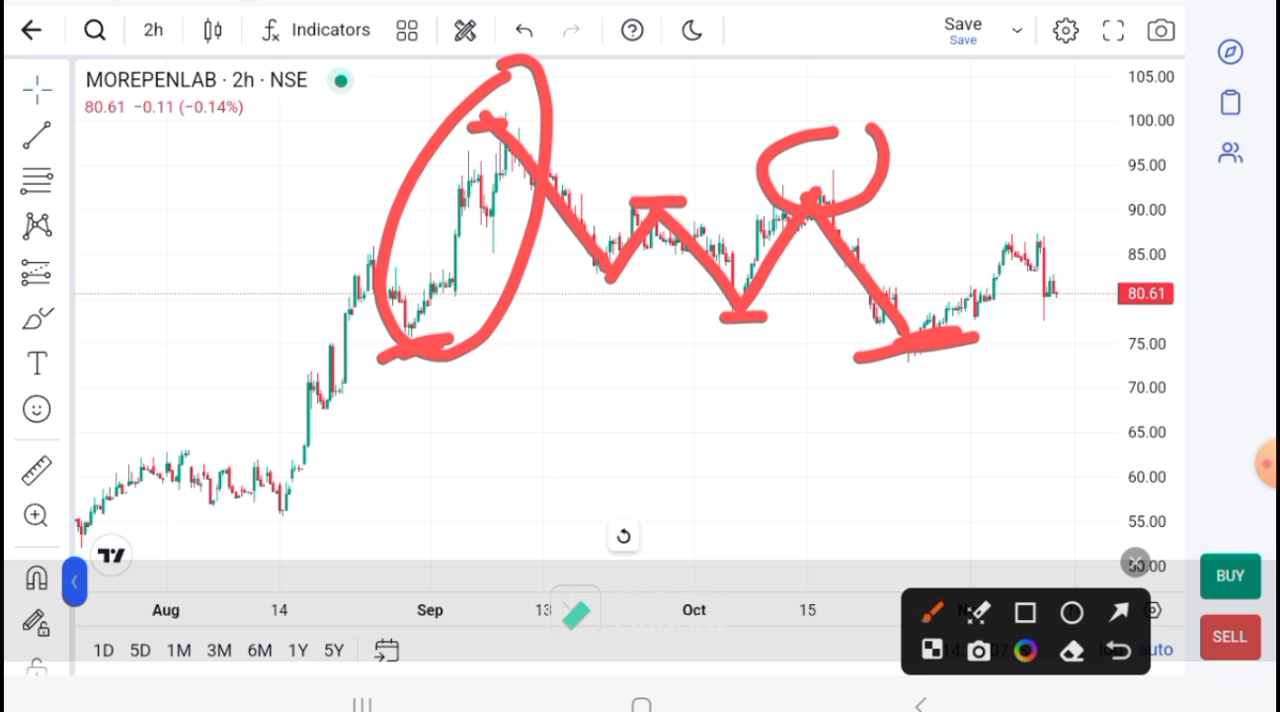 2h
Indicators
Save
Save
MOREPENLAB · 2h · NSE
80.61 −0.11 (−0.14%)
105.00
100.00
95.00
90.00
85.00
80.61
75.00
70.00
65.00
60.00
55.00
50.00
Aug 14 Sep 13 Oct 15
1D 5D 1M 3M 6M 1Y 5Y
auto
BUY
SELL